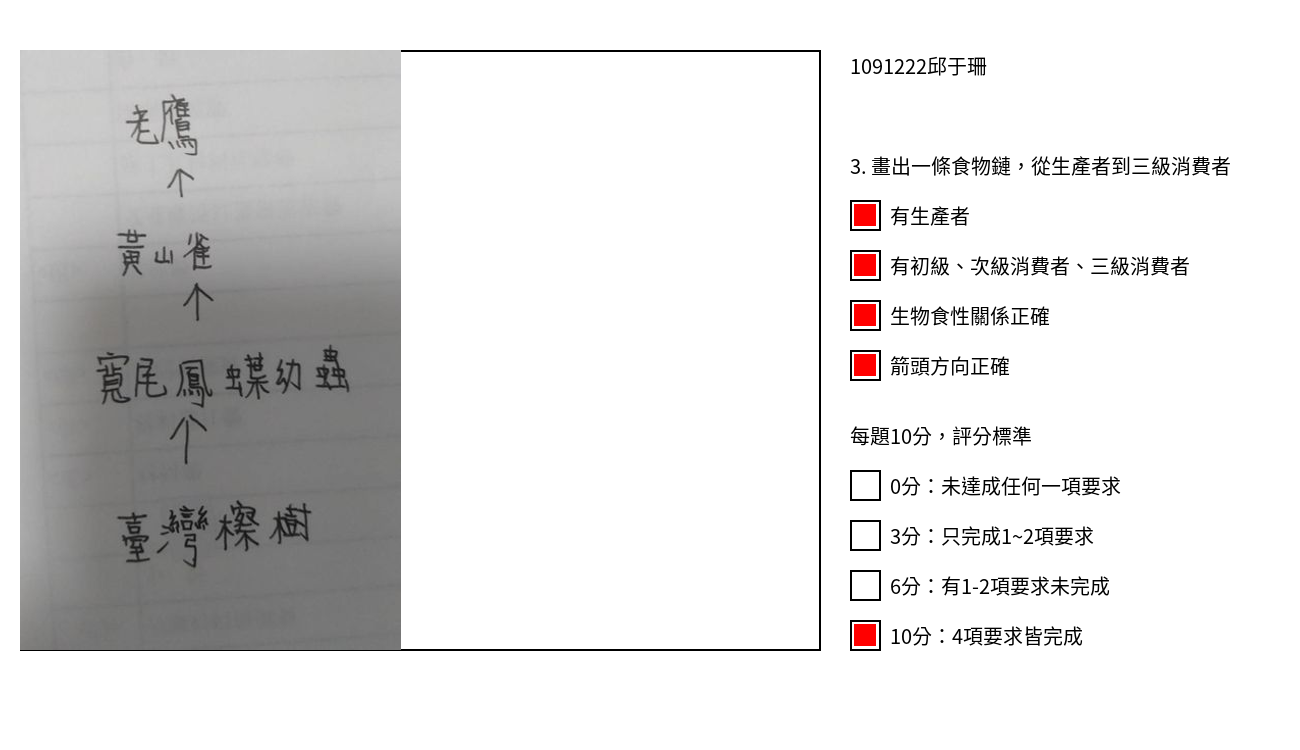 老鷹
↑
黃山雀
↑
寬尾鳳蝶幼蟲
↑
臺灣檫樹
1091222邱于珊
3. 畫出一條食物鏈，從生產者到三級消費者
有生產者
有初級、次級消費者、三級消費者
生物食性關係正確
箭頭方向正確
每題10分，評分標準
0分：未達成任何一項要求
3分：只完成1~2項要求
6分：有1-2項要求未完成
10分：4項要求皆完成